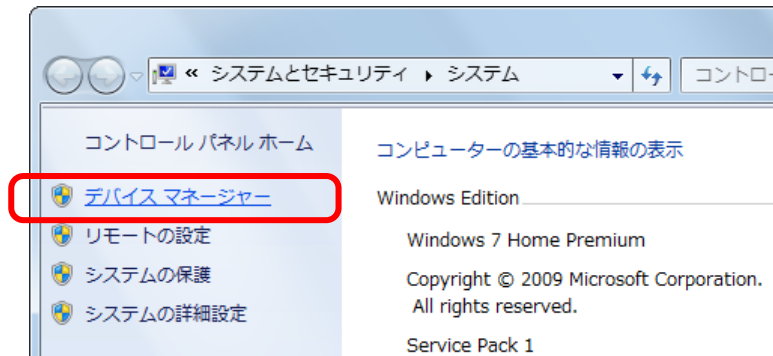 « システムとセキュリティ ▸ システム
コントロ
コントロール パネル ホーム
デバイス マネージャー
リモートの設定
システムの保護
システムの詳細設定
コンピューターの基本的な情報の表示
Windows Edition
Windows 7 Home Premium
Copyright © 2009 Microsoft Corporation.
All rights reserved.
Service Pack 1